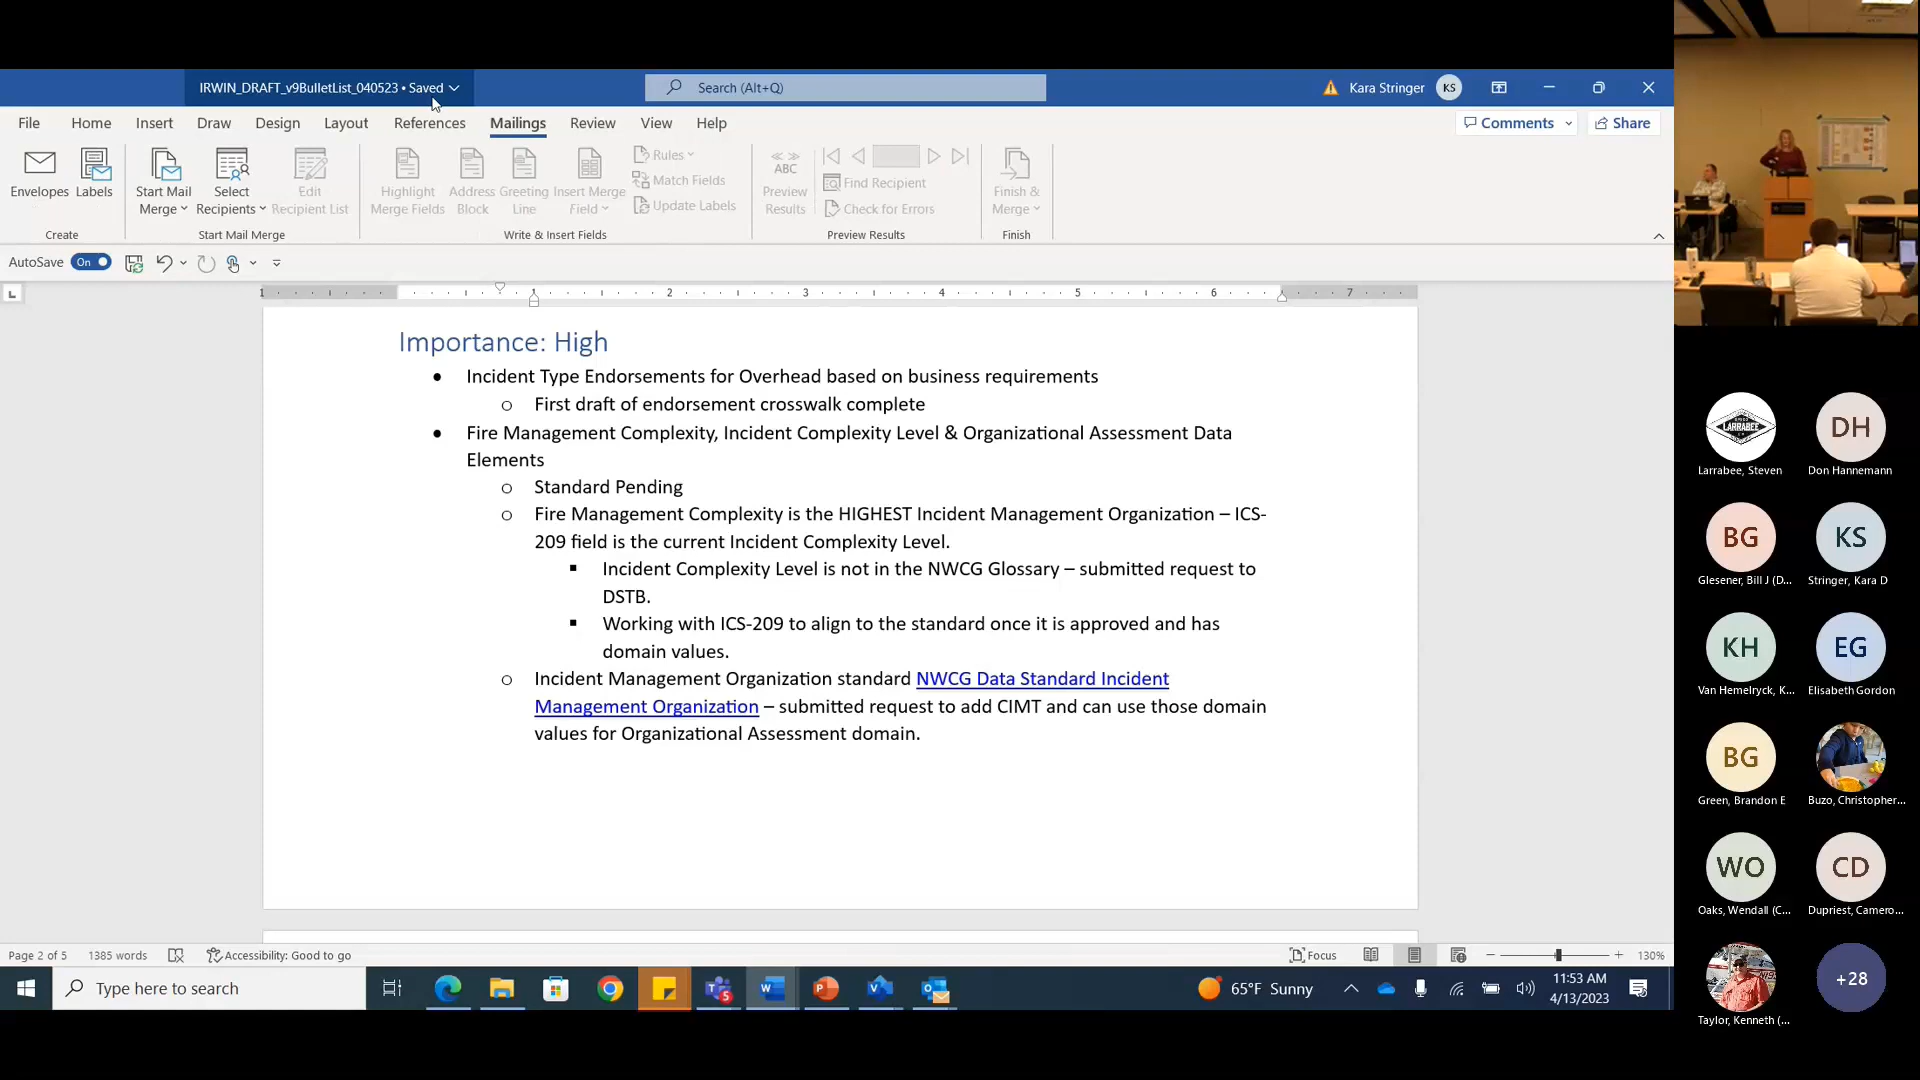 IRWIN_DRAFT_v9BulletList_040523 • Saved
Search (Alt+Q)
Kara Stringer
KS
File Home Insert Draw Design Layout References Mailings Review View Help
Comments
Share
Envelopes
Labels
Start Mail Merge
Select Recipients
Edit Recipient List
Highlight Merge Fields
Address Block
Greeting Line
Insert Merge Field
Rules
Match Fields
Update Labels
ABC
Preview Results
Find Recipient
Check for Errors
Finish & Merge
Create
Start Mail Merge
Write & Insert Fields
Preview Results
Finish
AutoSave On
1 1 2 3 4 5 6 7
Importance: High
• Incident Type Endorsements for Overhead based on business requirements
o First draft of endorsement crosswalk complete
• Fire Management Complexity, Incident Complexity Level & Organizational Assessment Data
Elements
o Standard Pending
o Fire Management Complexity is the HIGHEST Incident Management Organization – ICS-
209 field is the current Incident Complexity Level.
▪ Incident Complexity Level is not in the NWCG Glossary – submitted request to
DSTB.
▪ Working with ICS-209 to align to the standard once it is approved and has
domain values.
o Incident Management Organization standard NWCG Data Standard Incident
Management Organization – submitted request to add CIMT and can use those domain
values for Organizational Assessment domain.
Page 2 of 5
1385 words
Accessibility: Good to go
Focus
130%
Type here to search
65°F Sunny
11:53 AM
4/13/2023
LARRABEE
Larrabee, Steven
DH
Don Hannemann
BG
Glesener, Bill J (D...
KS
Stringer, Kara D
KH
Van Hemelryck, K...
EG
Elisabeth Gordon
BG
Green, Brandon E
Buzo, Christopher...
WO
Oaks, Wendall (C...
CD
Dupriest, Camero...
Taylor, Kenneth (...
+28